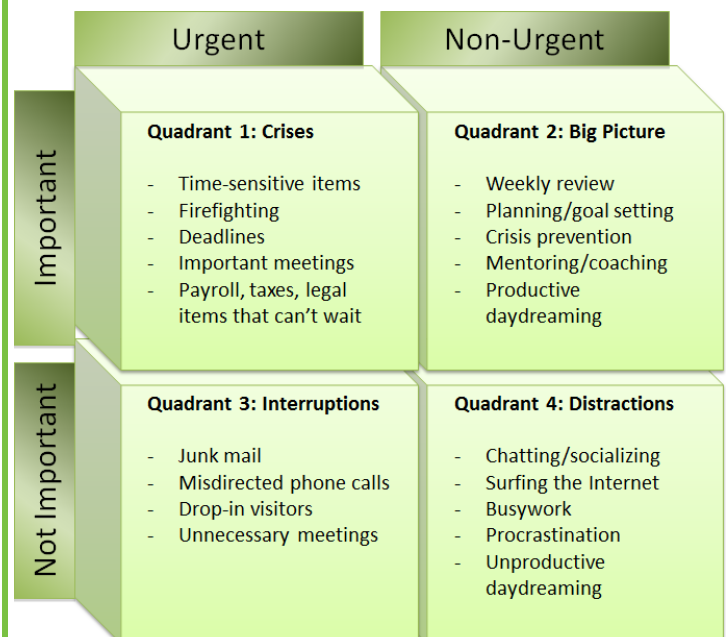 Urgent
Non-Urgent
Important
Quadrant 1: Crises
- Time-sensitive items
- Firefighting
- Deadlines
- Important meetings
- Payroll, taxes, legal
items that can’t wait
Quadrant 2: Big Picture
- Weekly review
- Planning/goal setting
- Crisis prevention
- Mentoring/coaching
- Productive
daydreaming
Not Important
Quadrant 3: Interruptions
- Junk mail
- Misdirected phone calls
- Drop-in visitors
- Unnecessary meetings
Quadrant 4: Distractions
- Chatting/socializing
- Surfing the Internet
- Busywork
- Procrastination
- Unproductive
daydreaming